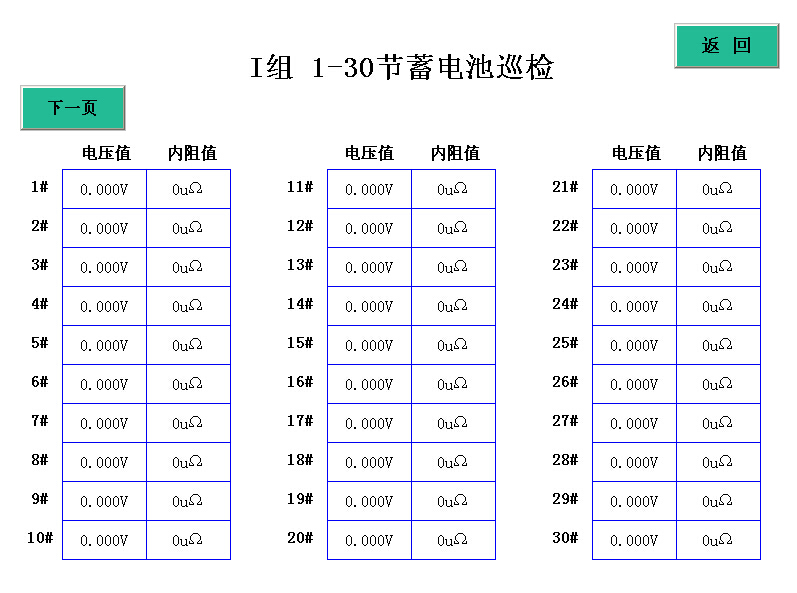 返 回
I组 1-30节蓄电池巡检
下一页
电压值 内阻值 电压值 内阻值 电压值 内阻值
1# 0.000V 0uΩ 11# 0.000V 0uΩ 21# 0.000V 0uΩ
2# 0.000V 0uΩ 12# 0.000V 0uΩ 22# 0.000V 0uΩ
3# 0.000V 0uΩ 13# 0.000V 0uΩ 23# 0.000V 0uΩ
4# 0.000V 0uΩ 14# 0.000V 0uΩ 24# 0.000V 0uΩ
5# 0.000V 0uΩ 15# 0.000V 0uΩ 25# 0.000V 0uΩ
6# 0.000V 0uΩ 16# 0.000V 0uΩ 26# 0.000V 0uΩ
7# 0.000V 0uΩ 17# 0.000V 0uΩ 27# 0.000V 0uΩ
8# 0.000V 0uΩ 18# 0.000V 0uΩ 28# 0.000V 0uΩ
9# 0.000V 0uΩ 19# 0.000V 0uΩ 29# 0.000V 0uΩ
10# 0.000V 0uΩ 20# 0.000V 0uΩ 30# 0.000V 0uΩ